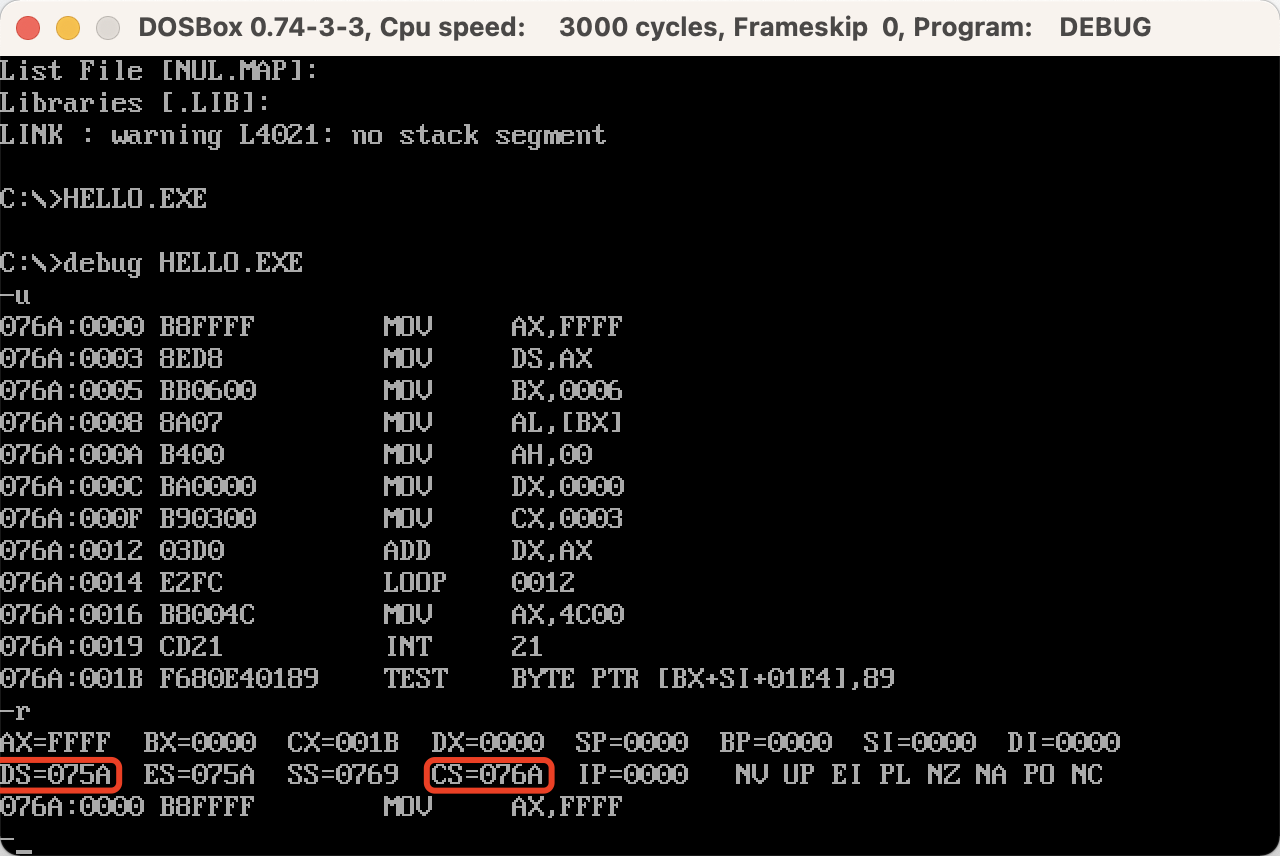 DOSBox 0.74-3-3, Cpu speed:    3000 cycles, Frameskip  0, Program:   DEBUG
List File [NUL.MAP]:
Libraries [.LIB]:
LINK : warning L4021: no stack segment
C:\>HELLO.EXE
C:\>debug HELLO.EXE
-u
076A:0000 B8FFFF        MOV     AX,FFFF
076A:0003 8ED8          MOV     DS,AX
076A:0005 BB0600        MOV     BX,0006
076A:0008 8A07          MOV     AL,[BX]
076A:000A B400          MOV     AH,00
076A:000C BA0000        MOV     DX,0000
076A:000F B90300        MOV     CX,0003
076A:0012 03D0          ADD     DX,AX
076A:0014 E2FC          LOOP    0012
076A:0016 B8004C        MOV     AX,4C00
076A:0019 CD21          INT     21
076A:001B F680E40189    TEST    BYTE PTR [BX+SI+01E4],89
-r
AX=FFFF  BX=0000  CX=001B  DX=0000  SP=0000  BP=0000  SI=0000  DI=0000
DS=075A  ES=075A  SS=0769  CS=076A  IP=0000   NV UP EI PL NZ NA PO NC
076A:0000 B8FFFF        MOV     AX,FFFF
-_